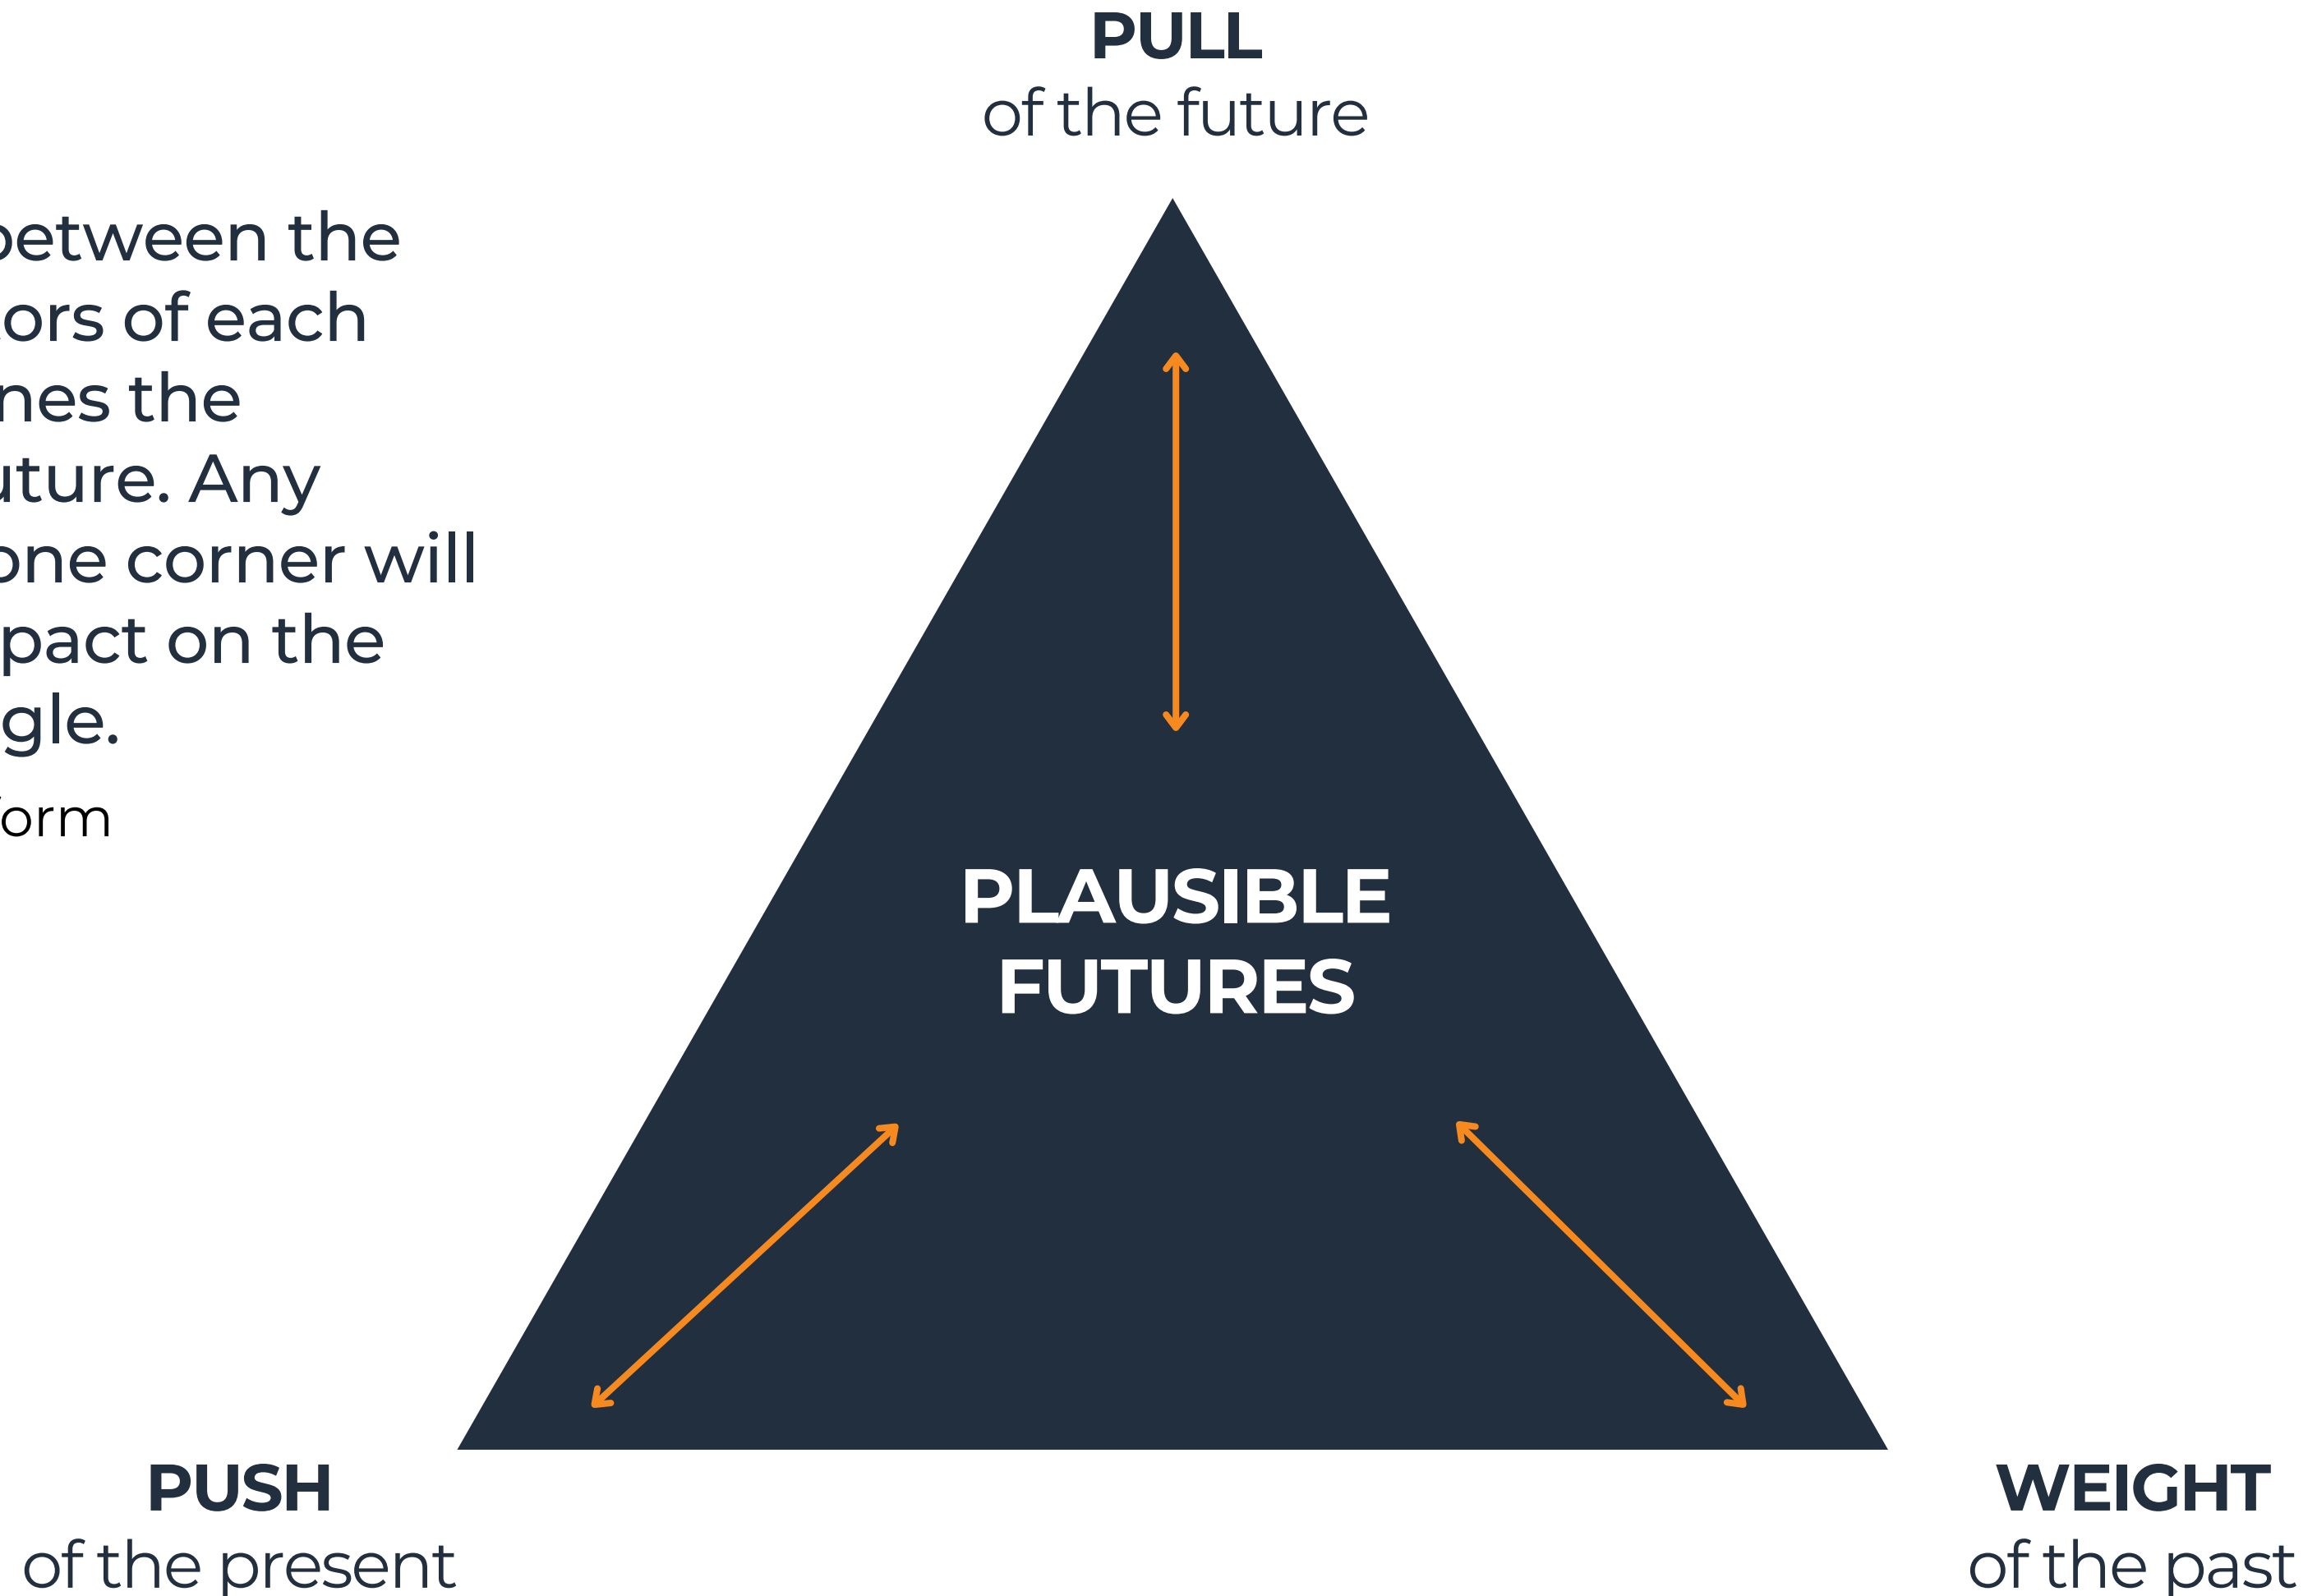 PULL
of the future
between the
ors of each
nes the
uture. Any
one corner will
pact on the
gle.
orm
PLAUSIBLE
FUTURES
PUSH
of the present
WEIGHT
of the past